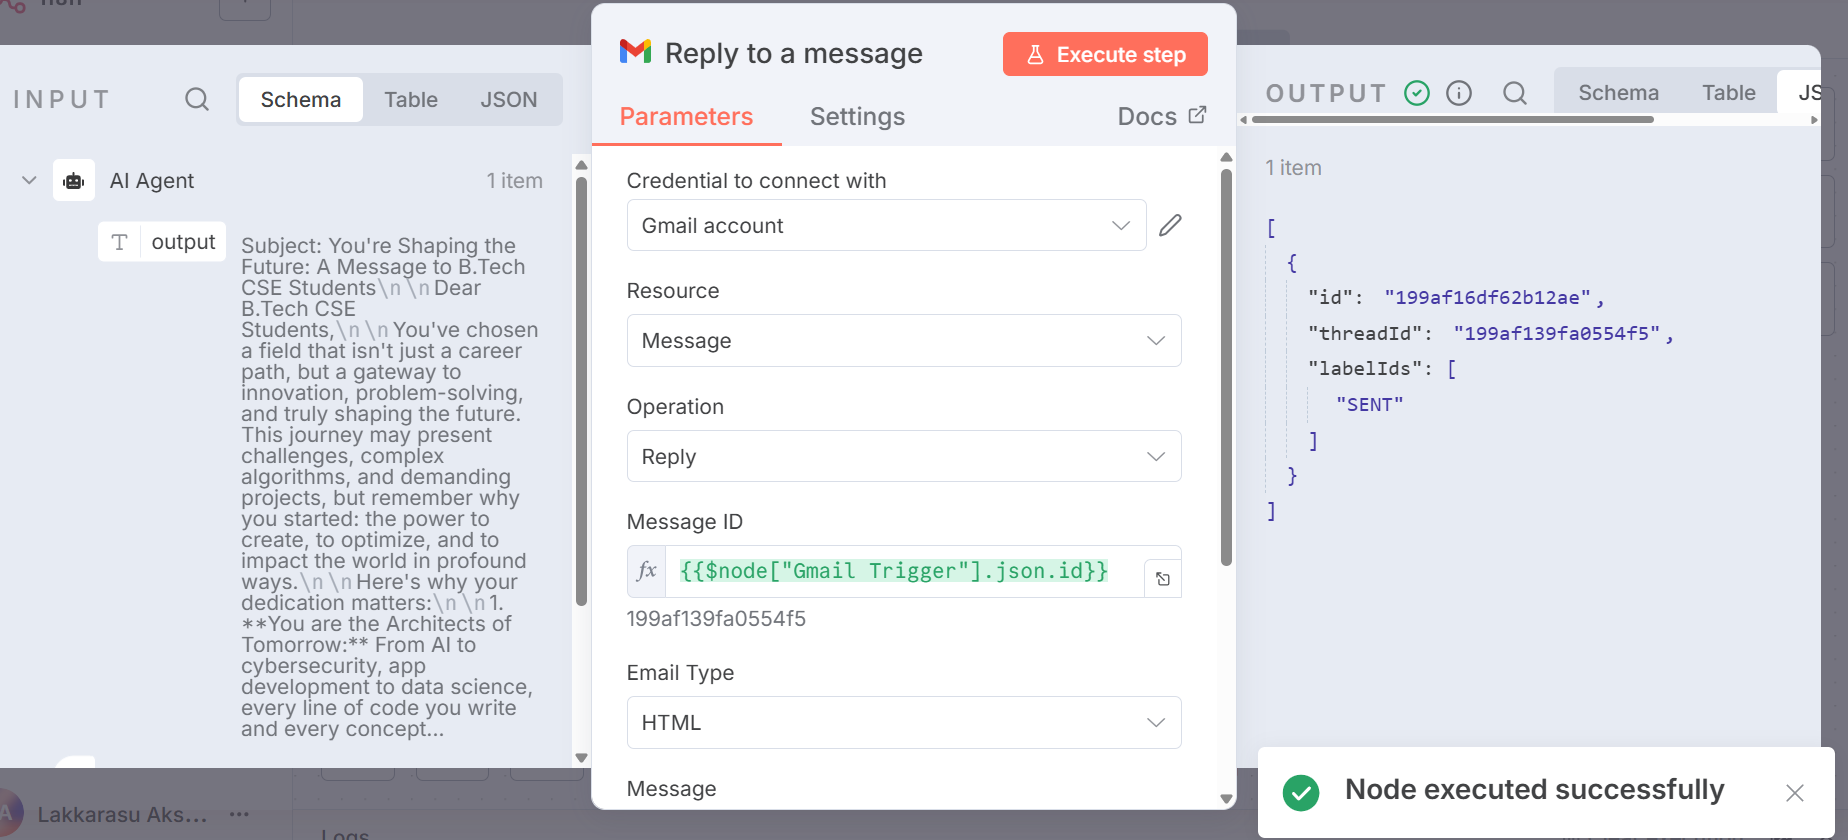 INPUT
Schema
Table
JSON
AI Agent
1 item
output
Subject: You're Shaping the
Future: A Message to B.Tech
CSE Students\n\nDear
B.Tech CSE
Students,\n\nYou've chosen
a field that isn't just a career
path, but a gateway to
innovation, problem-solving,
and truly shaping the future.
This journey may present
challenges, complex
algorithms, and demanding
projects, but remember why
you started: the power to
create, to optimize, and to
impact the world in profound
ways.\n\nHere's why your
dedication matters:\n\n1.
**You are the Architects of
Tomorrow:** From AI to
cybersecurity, app
development to data science,
every line of code you write
and every concept...
Lakkarasu Aks...
Logs
Reply to a message
Execute step
Parameters
Settings
Docs
Credential to connect with
Gmail account
Resource
Message
Operation
Reply
Message ID
fx
{{$node["Gmail Trigger"].json.id}}
199af139fa0554f5
Email Type
HTML
Message
OUTPUT
Schema
Table
JS
1 item
[
{
"id": "199af16df62b12ae",
"threadId": "199af139fa0554f5",
"labelIds": [
"SENT"
]
}
]
Node executed successfully